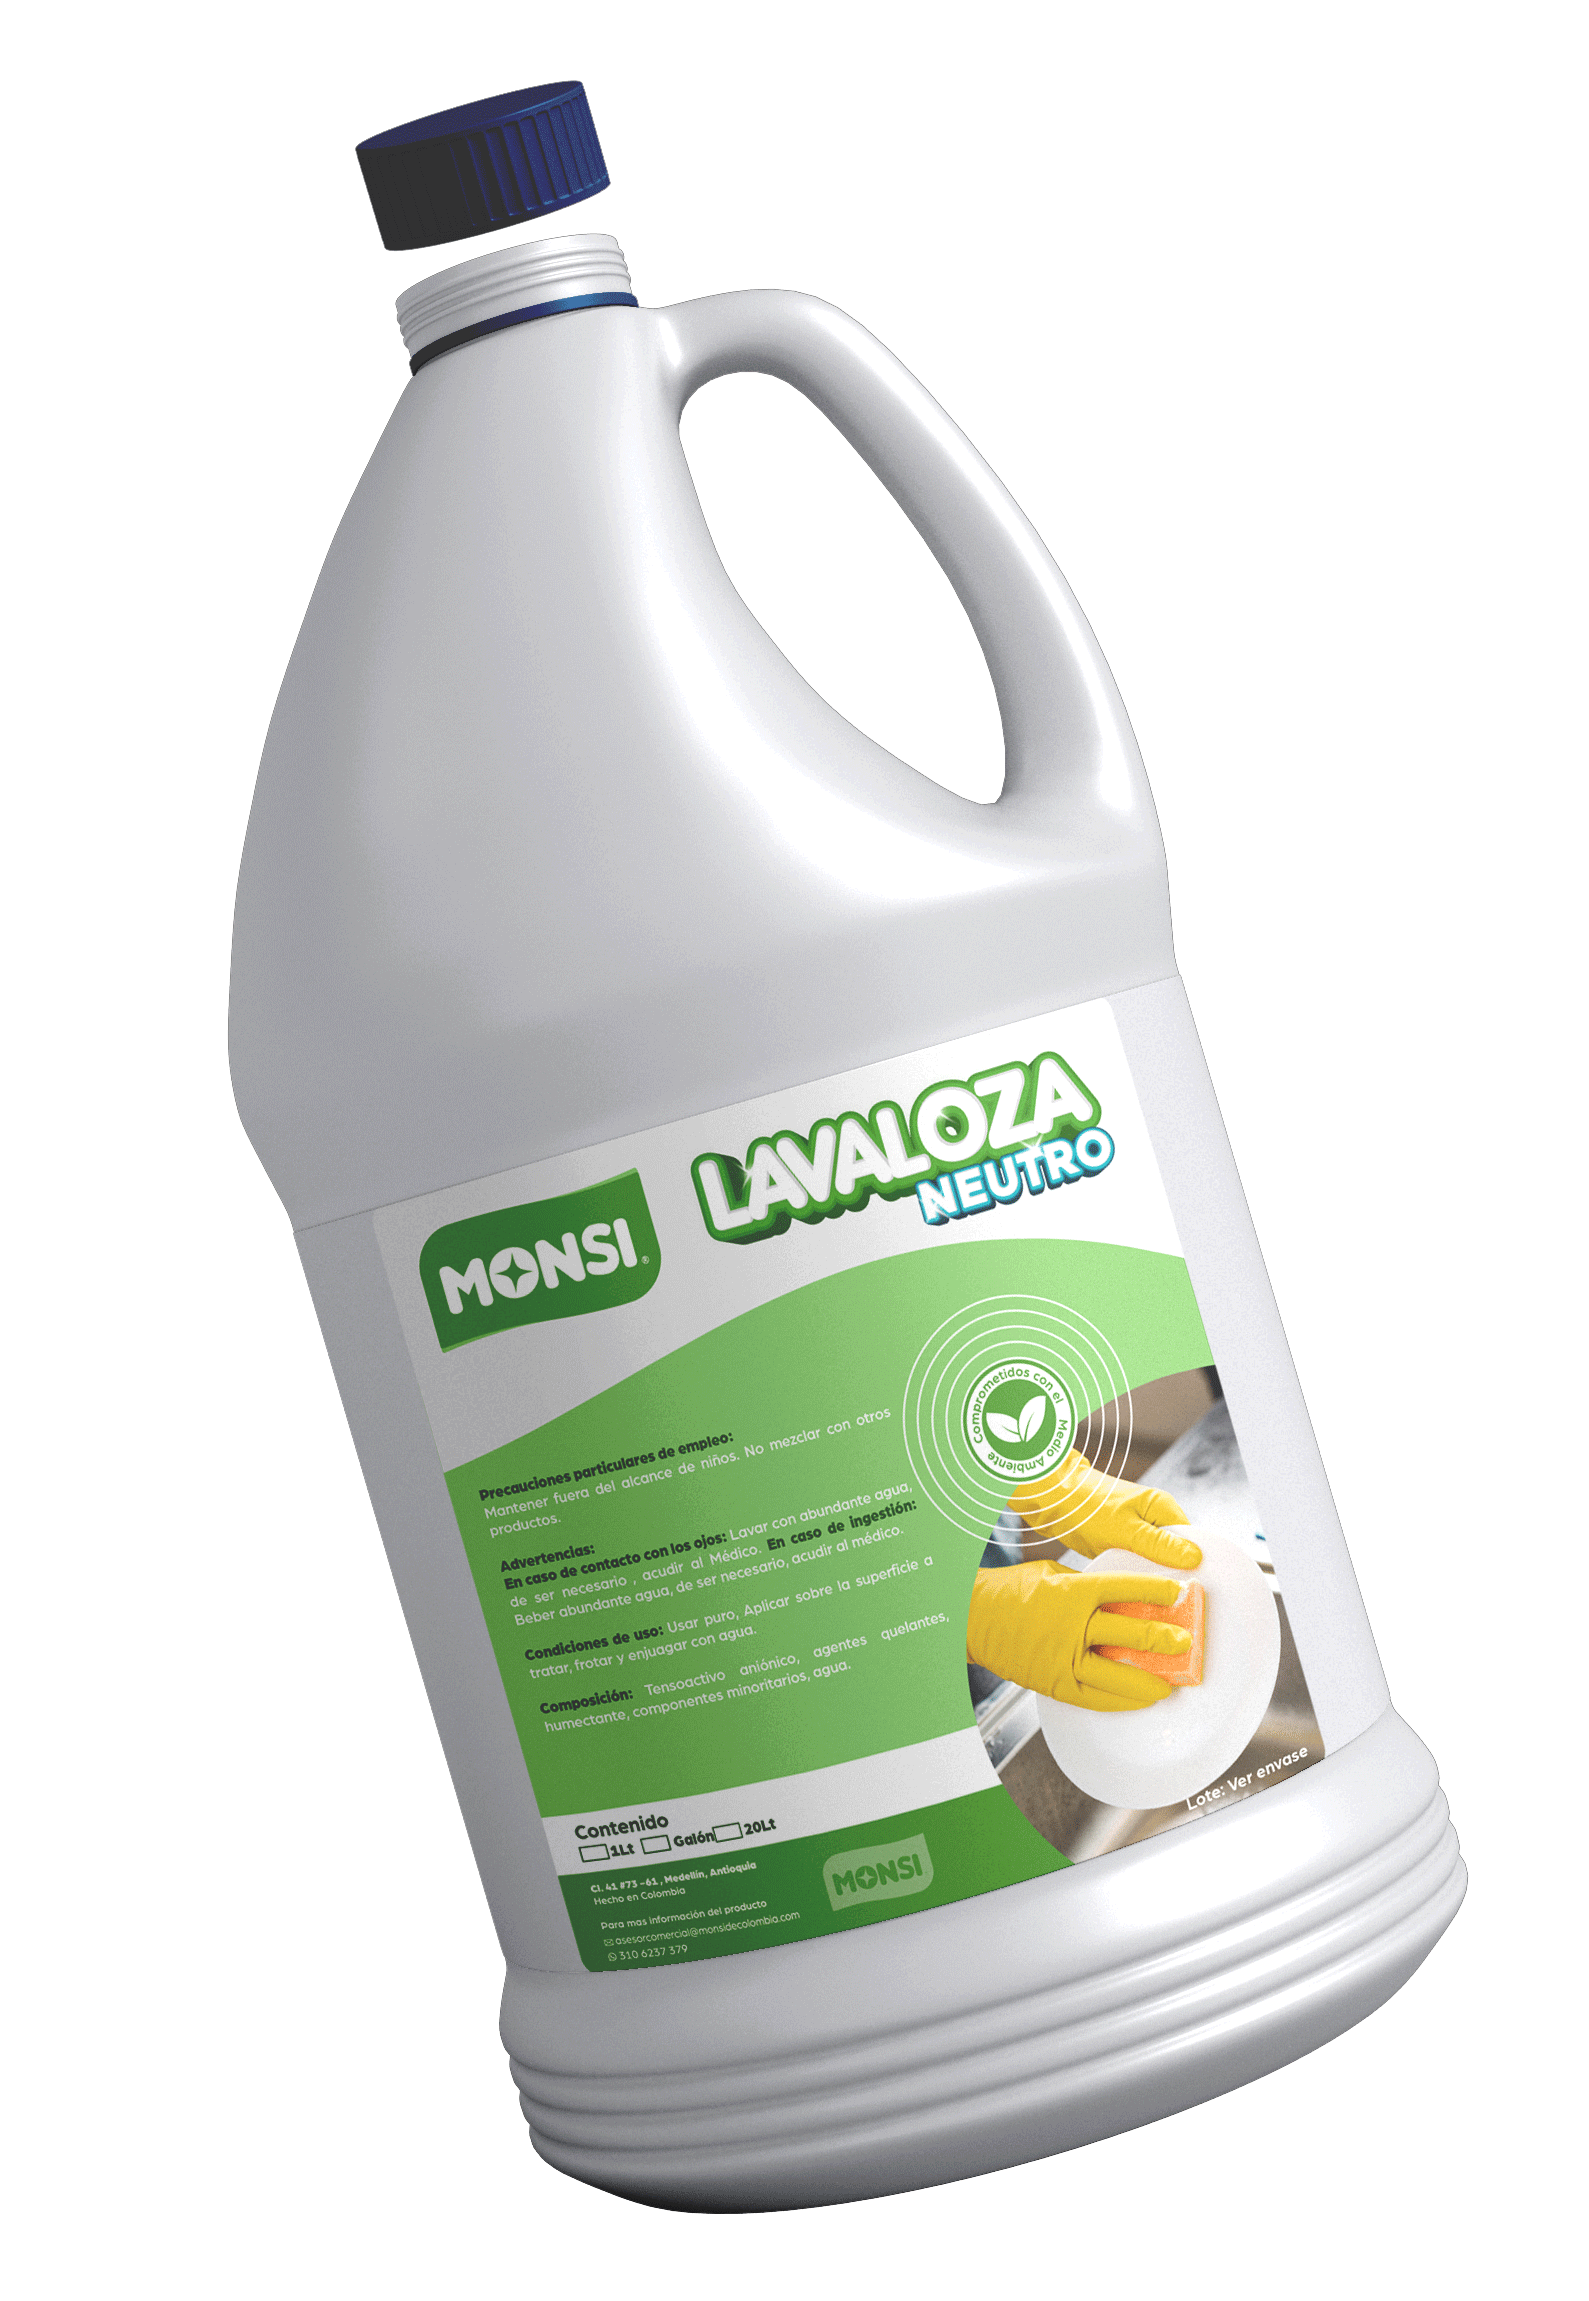 MONSI®
LAVALOZA
NEUTRO
Comprometidos con el Medio Ambiente
Precauciones particulares de empleo:
Mantener fuera del alcance de niños. No mezclar con otros
productos.
Advertencias:
En caso de contacto con los ojos: Lavar con abundante agua,
de ser necesario , acudir al Médico. En caso de ingestión:
Beber abundante agua, de ser necesario, acudir al médico.
Condiciones de uso: Usar puro, Aplicar sobre la superficie a
tratar, frotar y enjuagar con agua.
Composición: Tensoactivo aniónico, agentes quelantes,
humectante, componentes minoritarios, agua.
Lote: Ver envase
Contenido
1Lt Galón 20Lt
Cl. 41 #73 -61 , Medellín, Antioquia
Hecho en Colombia
Para mas información del producto
asesorcomercial@monsidecolombia.com
310 6237 379
MONSI